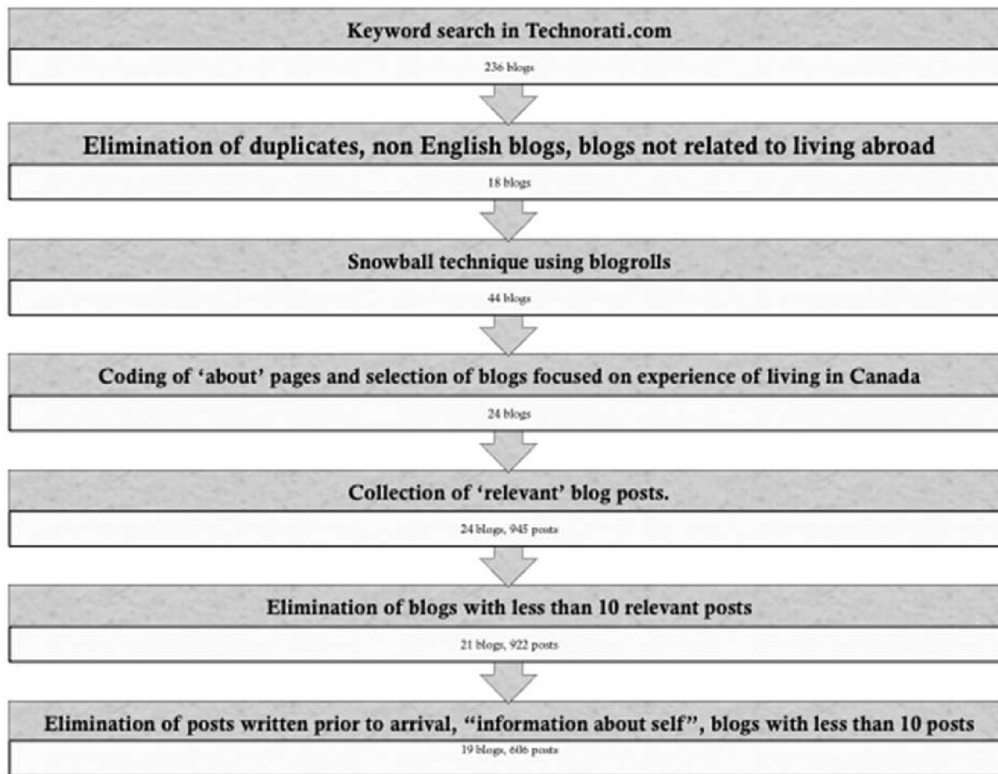 Keyword search in Technorati.com
236 blogs
Elimination of duplicates, non English blogs, blogs not related to living abroad
18 blogs
Snowball technique using blogrolls
44 blogs
Coding of ‘about’ pages and selection of blogs focused on experience of living in Canada
24 blogs
Collection of ‘relevant’ blog posts.
24 blogs, 945 posts
Elimination of blogs with less than 10 relevant posts
21 blogs, 922 posts
Elimination of posts written prior to arrival, “information about self”, blogs with less than 10 posts
19 blogs, 606 posts